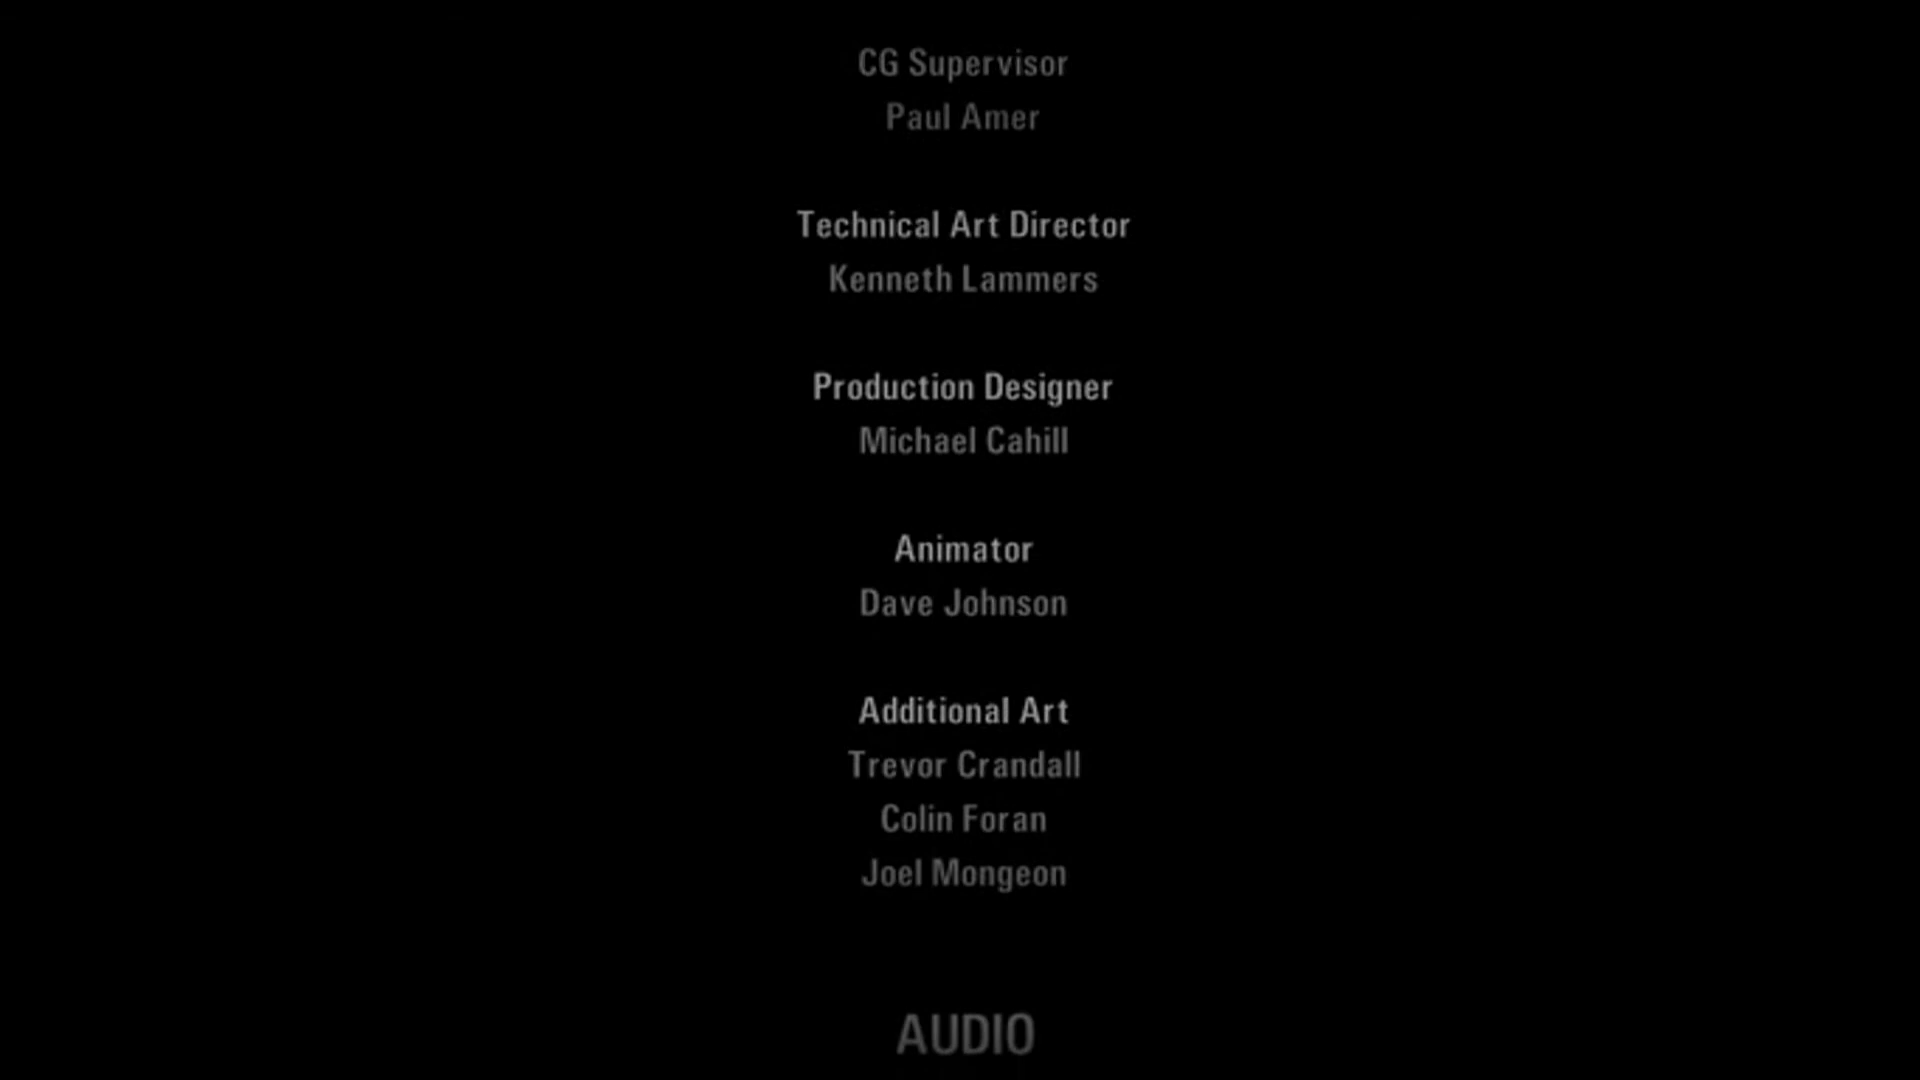 CG Supervisor
Paul Amer
Technical Art Director
Kenneth Lammers
Production Designer
Michael Cahill
Animator
Dave Johnson
Additional Art
Trevor Crandall
Colin Foran
Joel Mongeon
AUDIO